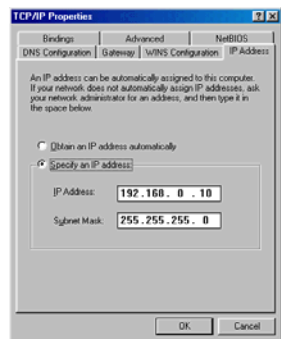 TCP/IP Properties
Bindings Advanced NetBIOS
DNS Configuration Gateway WINS Configuration IP Address
An IP address can be automatically assigned to this computer.
If your network does not automatically assign IP addresses, ask
your network administrator for an address, and then type it in
the space below.
Obtain an IP address automatically
Specify an IP address:
IP Address: 192.168. 0 .10
Subnet Mask: 255.255.255. 0
OK Cancel